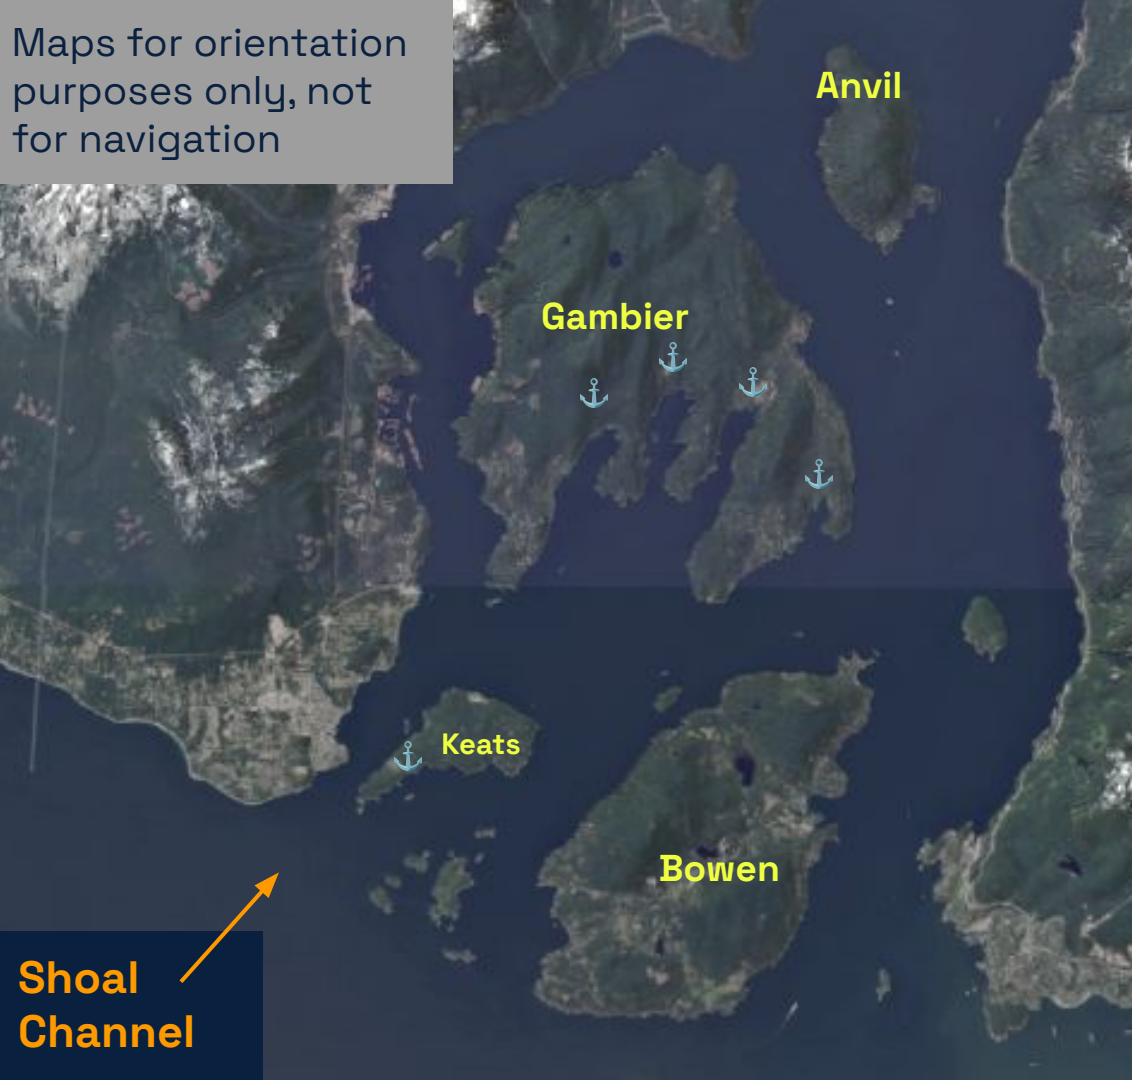 Maps for orientation
purposes only, not
for navigation
Anvil
Gambier
Keats
Bowen
Shoal
Channel